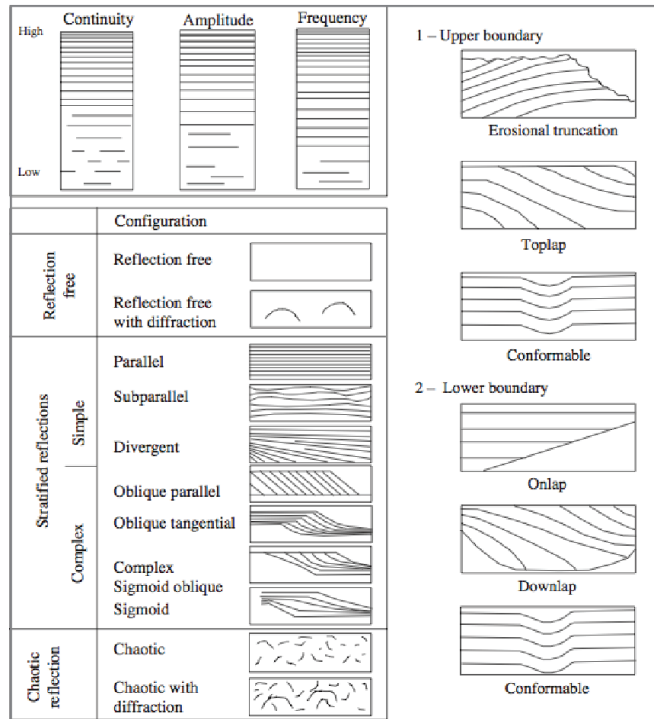 Continuity
Amplitude
Frequency
High
Low
Configuration
Reflection
free
Reflection free
Reflection free
with diffraction
Stratified reflections
Simple
Parallel
Subparallel
Divergent
Complex
Oblique parallel
Oblique tangential
Complex
Sigmoid oblique
Sigmoid
Chaotic
reflection
Chaotic
Chaotic with
diffraction
1 – Upper boundary
Erosional truncation
Toplap
Conformable
2 – Lower boundary
Onlap
Downlap
Conformable